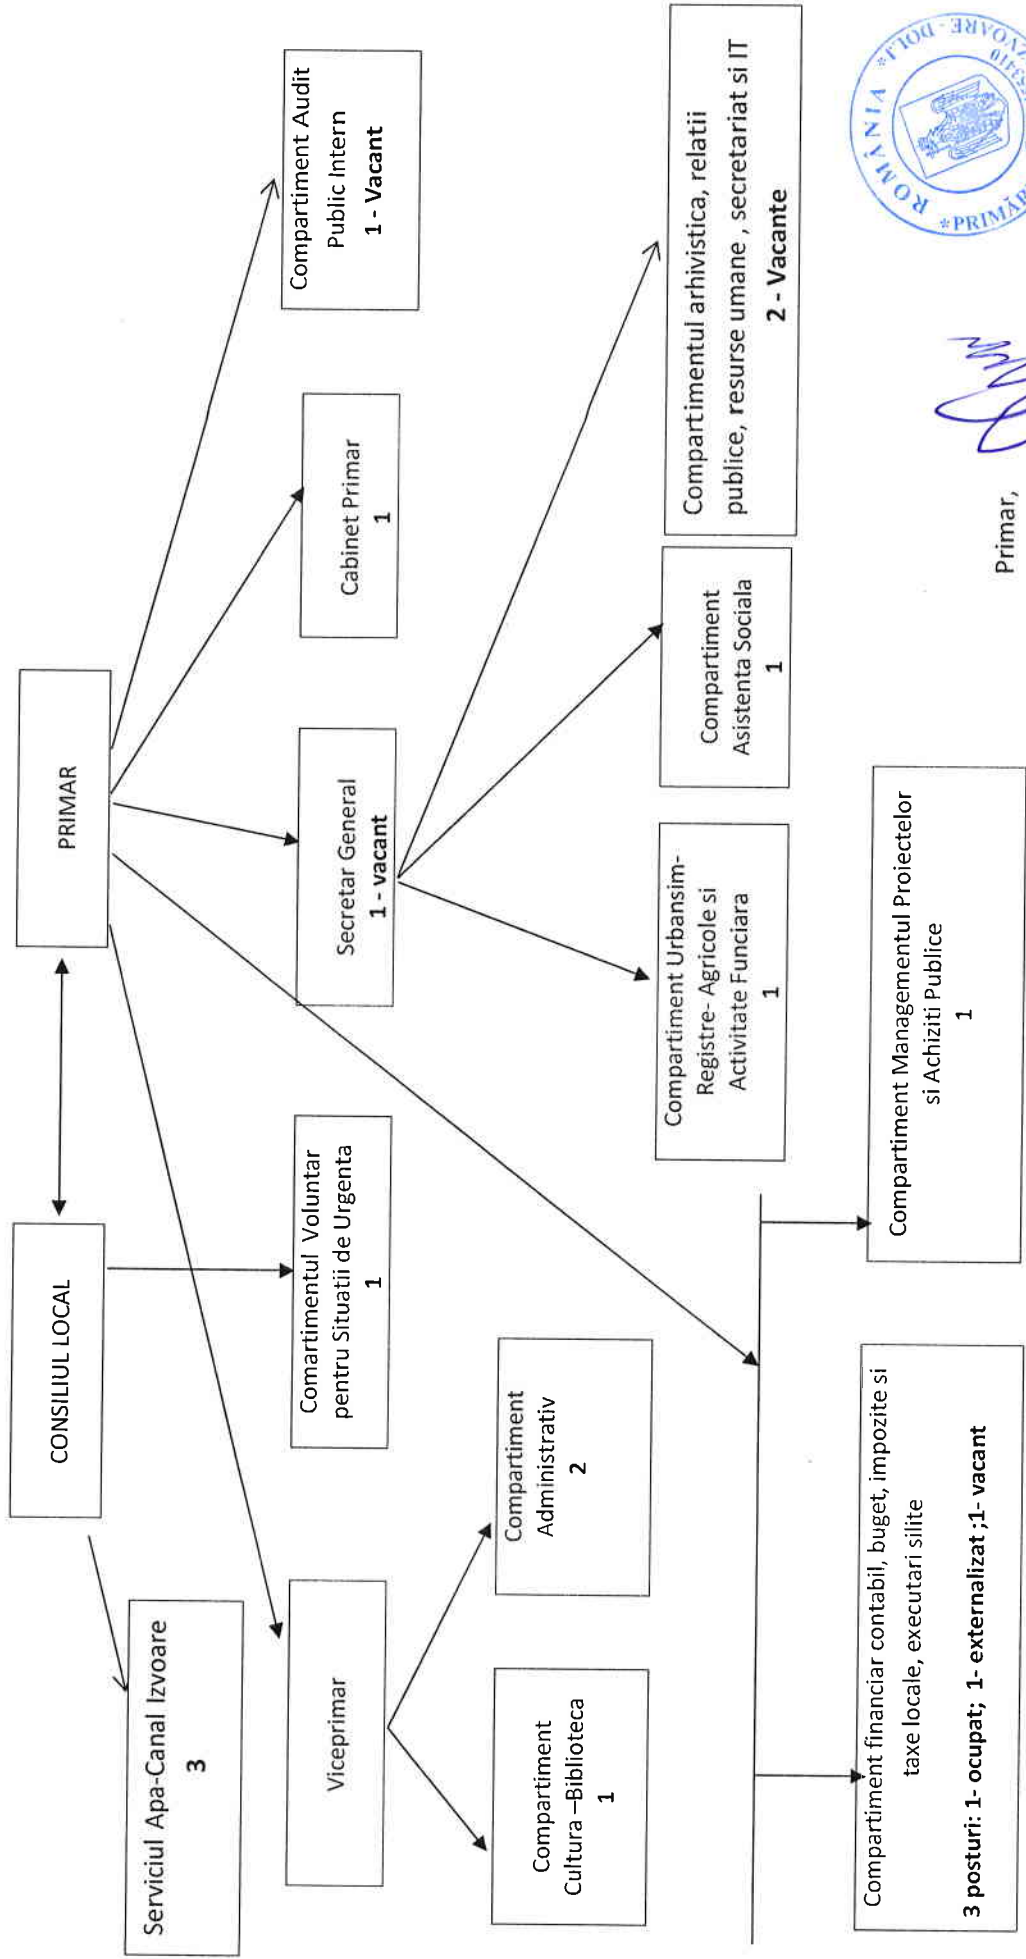 CONSILIUL LOCAL
PRIMAR
Serviciul Apa-Canal Izvoare
3
Viceprimar
Comartimentul Voluntar
pentru Situatii de Urgenta
1
Secretar General
1 - vacant
Cabinet Primar
1
Compartiment Audit
Public Intern
1 - Vacant
Compartiment
Cultura –Biblioteca
1
Compartiment
Administrativ
2
Compartiment Urbansim-
Registre- Agricole si
Activitate Funciara
1
Compartiment
Asistenta Sociala
1
Compartimentul arhivistica, relatii
publice, resurse umane , secretariat si IT
2 - Vacante
Compartiment financiar contabil, buget, impozite si
taxe locale, executari silite
3 posturi: 1- ocupat; 1- externalizat ;1- vacant
Compartiment Managementul Proiectelor
si Achiziti Publice
1
Primar,
ROMÂNIA
DOLJ